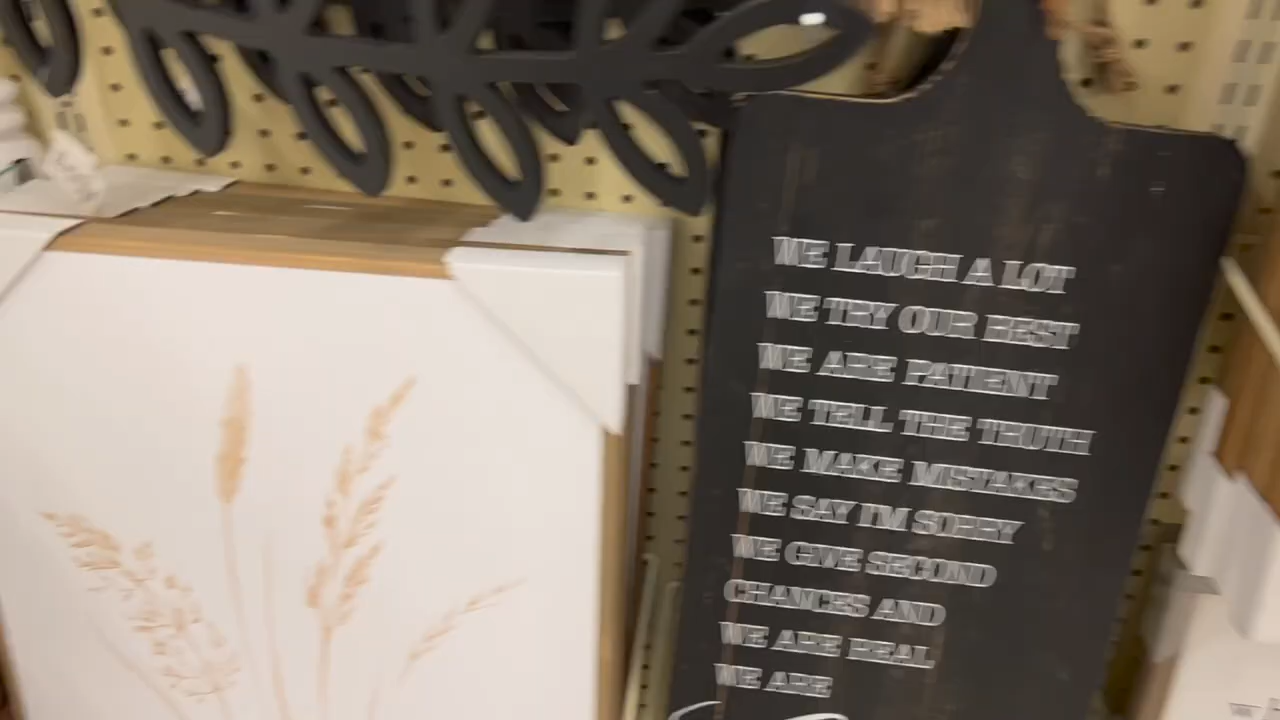 WE LAUGH A LOT
WE TRY OUR BEST
WE ARE PATIENT
WE TELL THE TRUTH
WE MAKE MISTAKES
WE SAY I'M SORRY
WE GIVE SECOND
CHANCES AND
WE ARE REAL
WE ARE